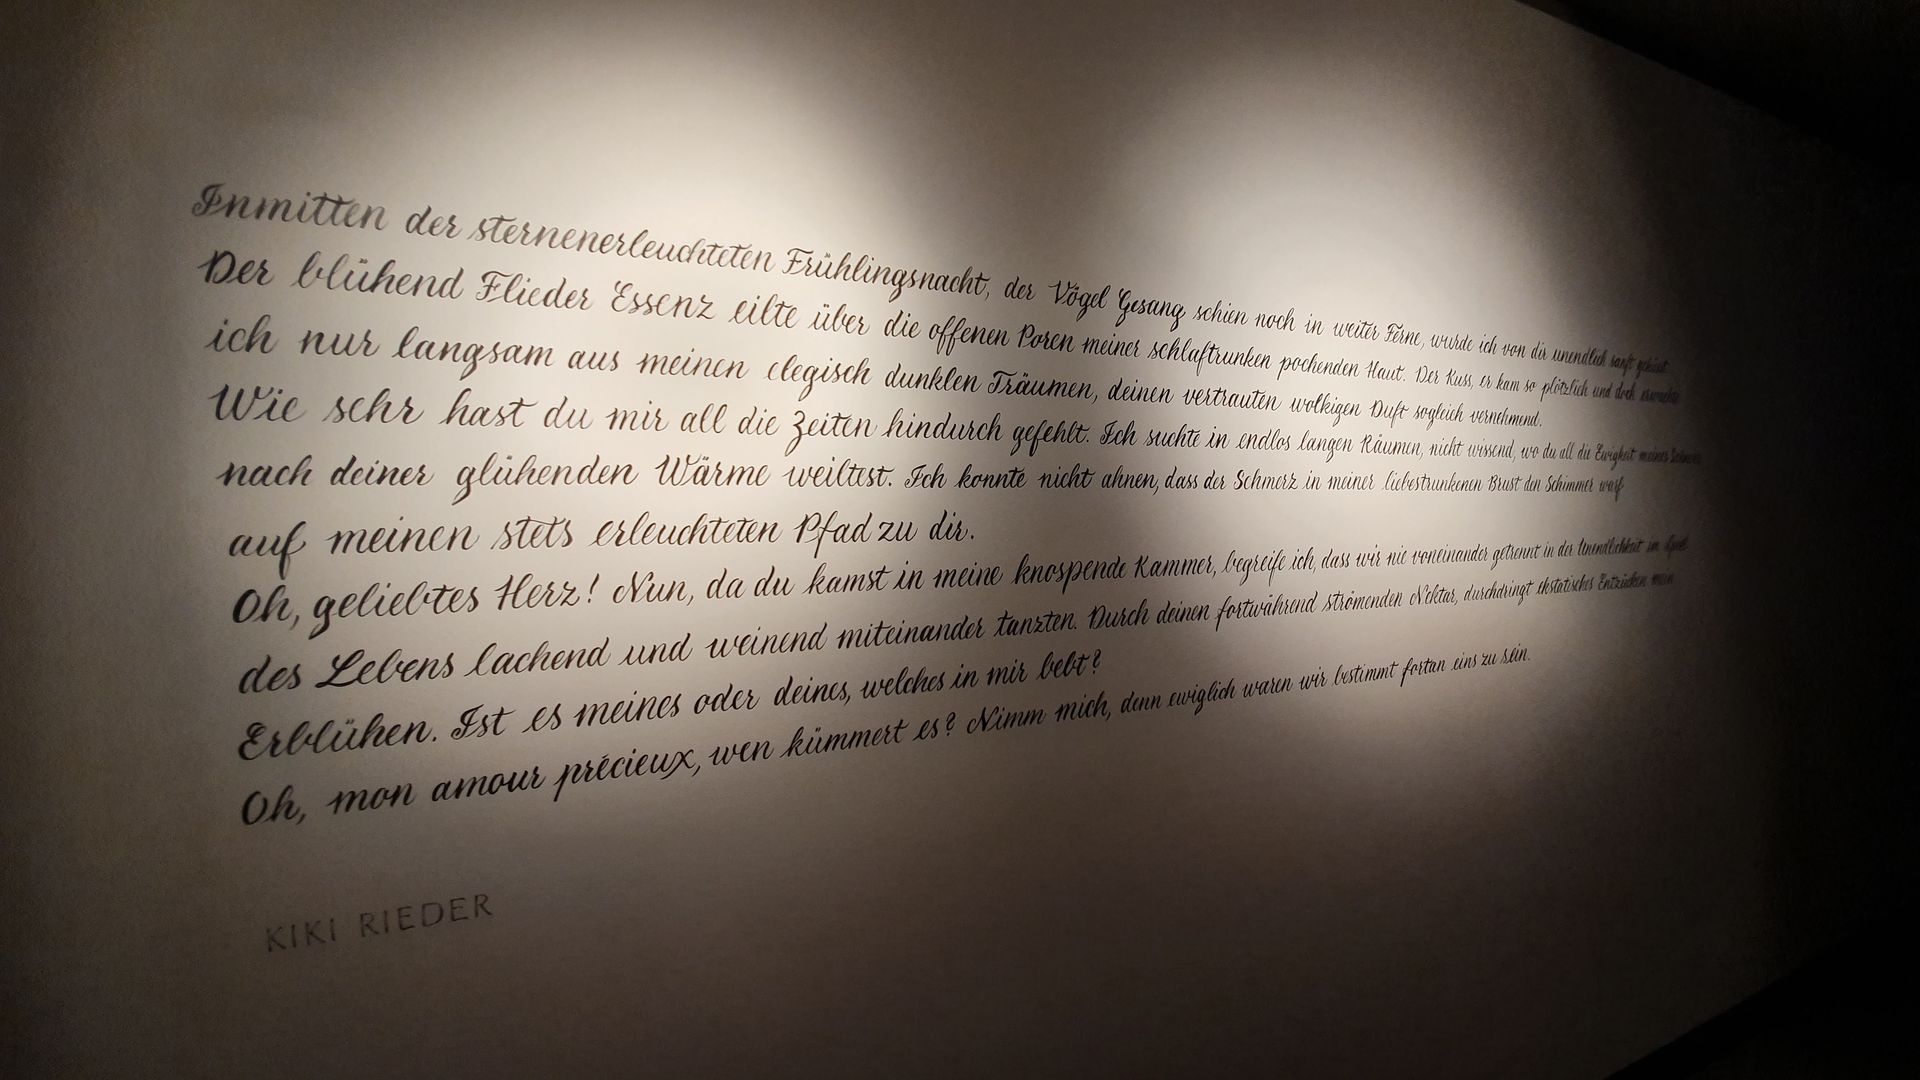 Inmitten der sternenerleuchteten Frühlingsnacht, der Vögel Gesang schien noch in weiter Ferne, wurde ich von dir unendlich sanft geküsst.
Der blühend Flieder Essenz eilte über die offenen Poren meiner schlaftrunken pochenden Haut. Der Kuss, er kam so plötzlich und doch erwachte
ich nur langsam aus meinen elegisch dunklen Träumen, deinen vertrauten wolkigen Duft sogleich vernehmend.
Wie sehr hast du mir all die Zeiten hindurch gefehlt. Ich suchte in endlos langen Räumen, nicht wissend, wo du all die Ewigkeit meines
nach deiner glühenden Wärme weiltest. Ich konnte nicht ahnen, dass der Schmerz in meiner liebestrunkenen Brust den Schimmer warf
auf meinen stets erleuchteten Pfad zu dir.
Oh, geliebtes Herz! Nun, da du kamst in meine knospende Kammer, begreife ich, dass wir nie voneinander getrennt in der Unendlichkeit im Spiel
des Lebens lachend und weinend miteinander tanzten. Durch deinen fortwährend strömenden Nektar, durchdringt ekstatisches Entzücken mein
Erblühen. Ist es meines oder deines, welches in mir bebt?
Oh, mon amour précieux, wen kümmert es? Nimm mich, denn ewiglich waren wir bestimmt fortan eins zu sein.
KIKI RIEDER